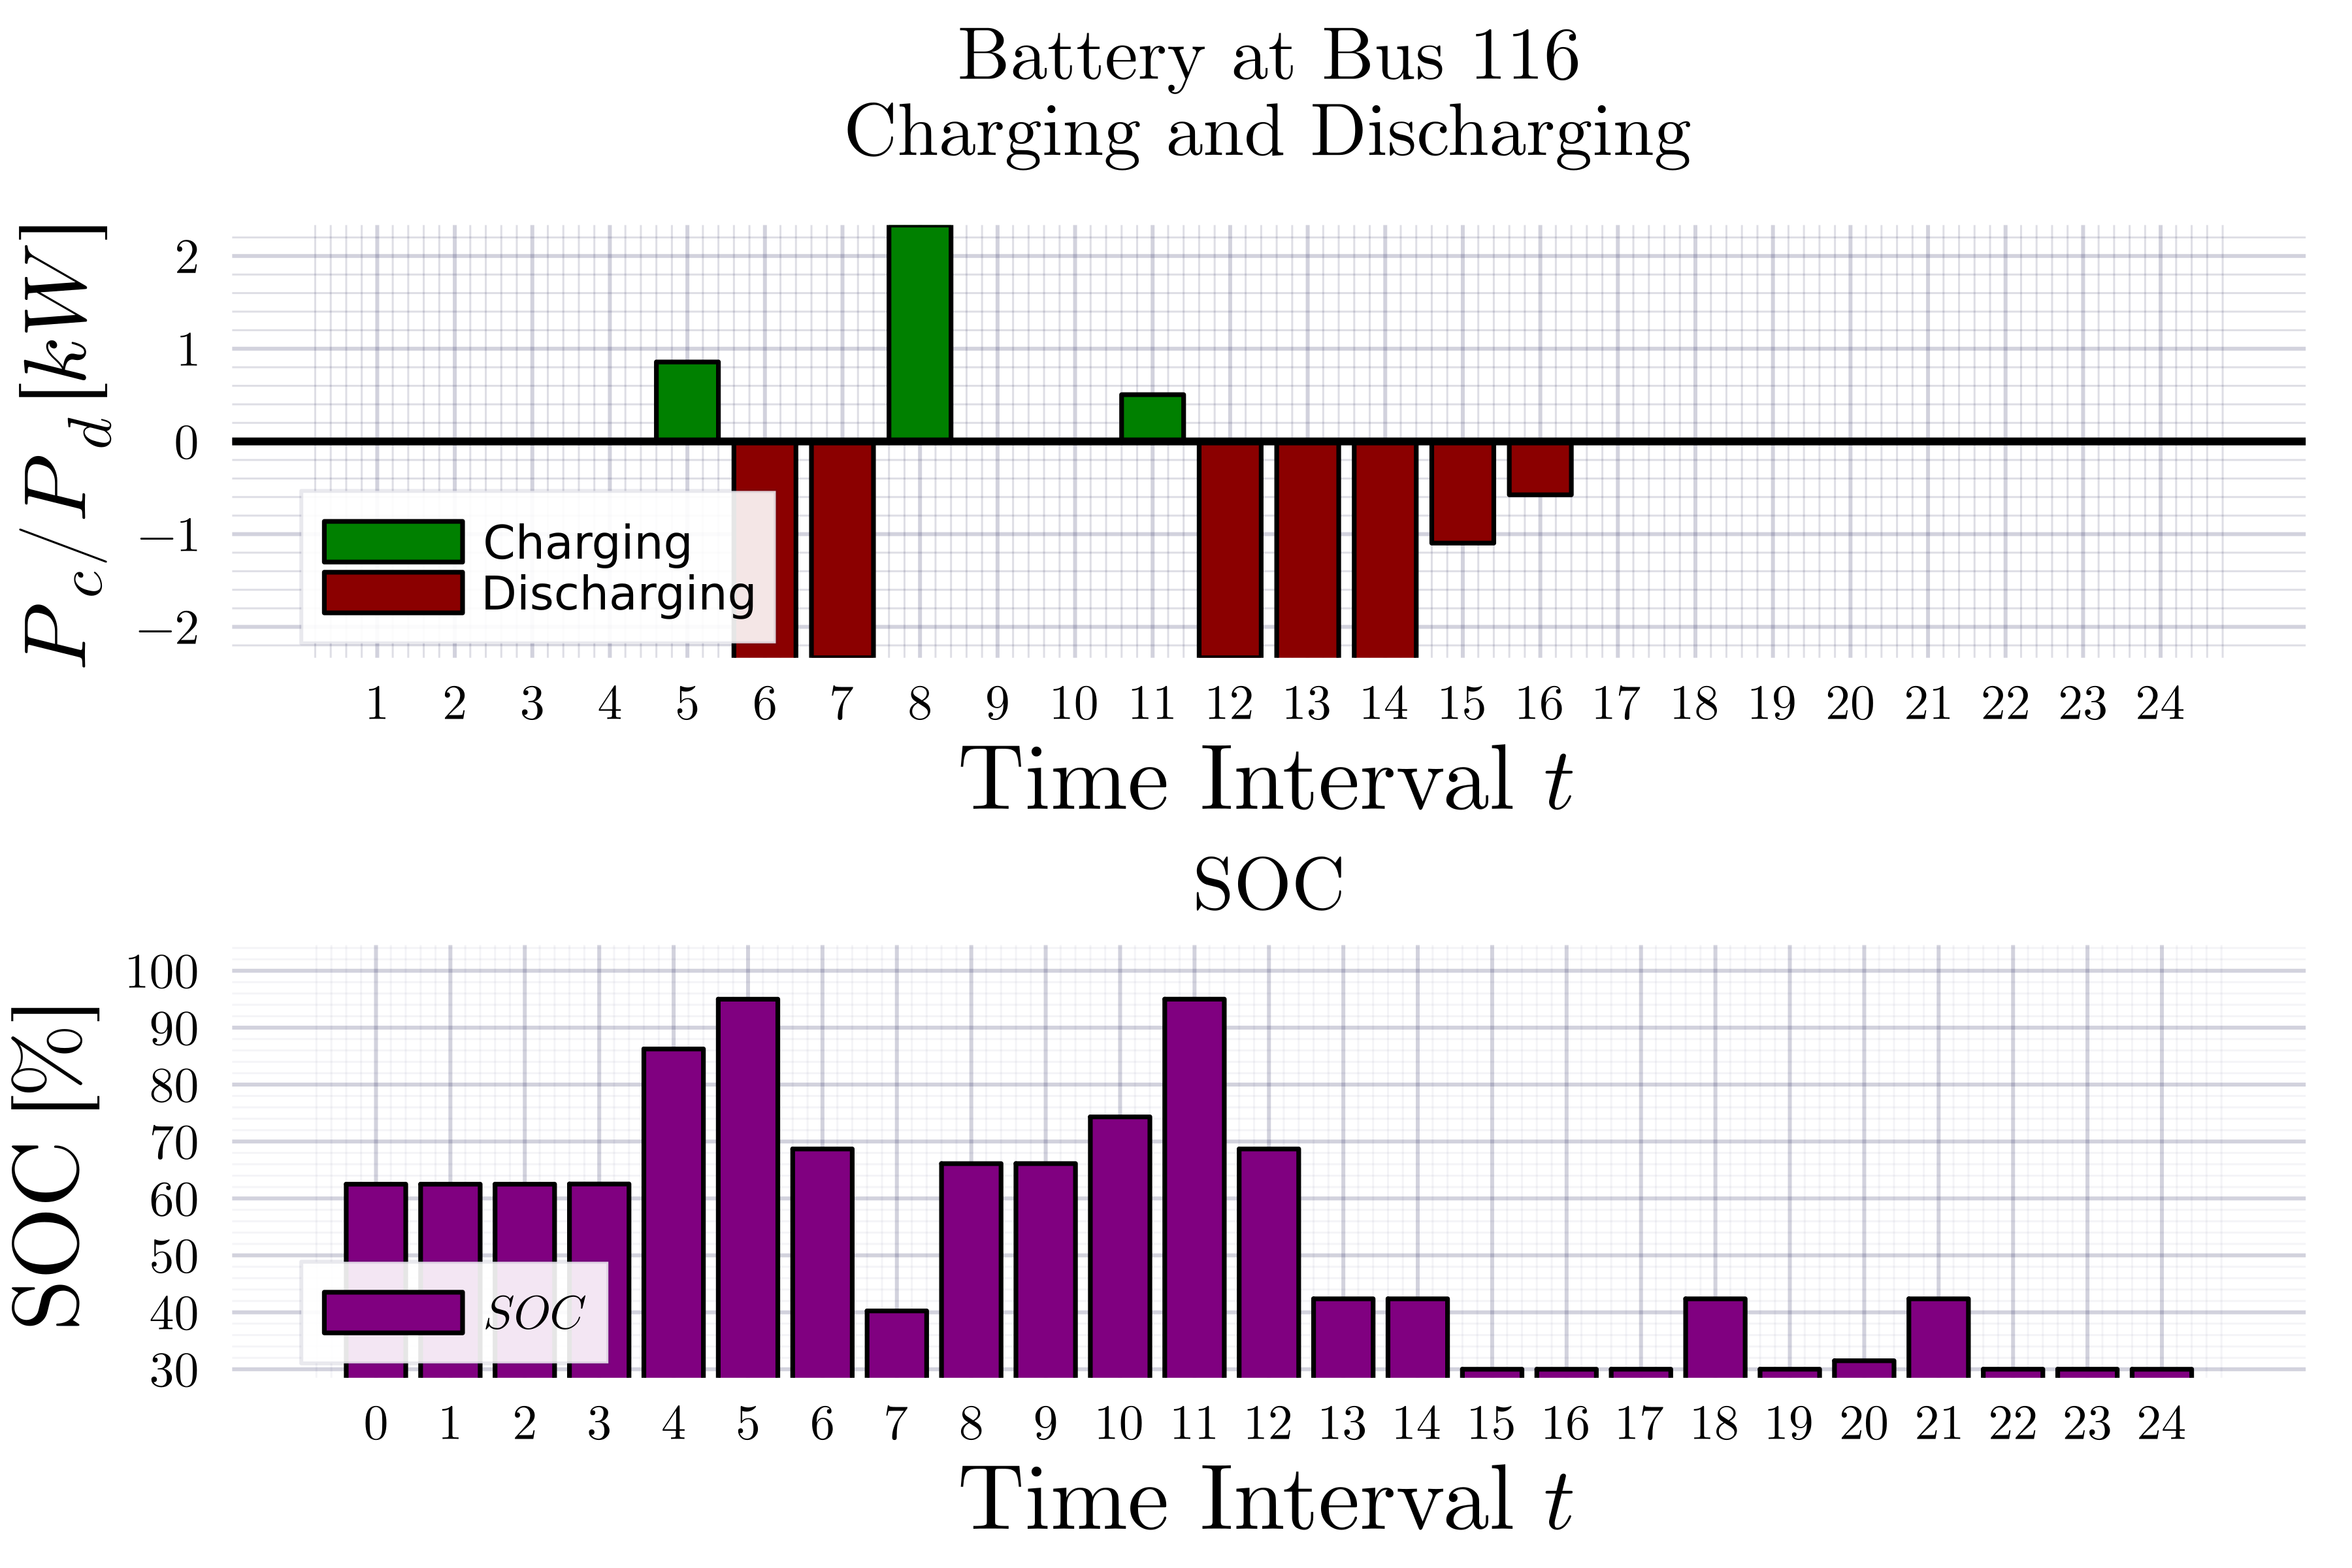 Battery at Bus 116
Charging and Discharging
P_c/P_d [kW]
2
1
0
−1
−2
Charging
Discharging
1 2 3 4 5 6 7 8 9 10 11 12 13 14 15 16 17 18 19 20 21 22 23 24
Time Interval t
SOC
SOC [%]
100
90
80
70
60
50
40
30
SOC
0 1 2 3 4 5 6 7 8 9 10 11 12 13 14 15 16 17 18 19 20 21 22 23 24
Time Interval t